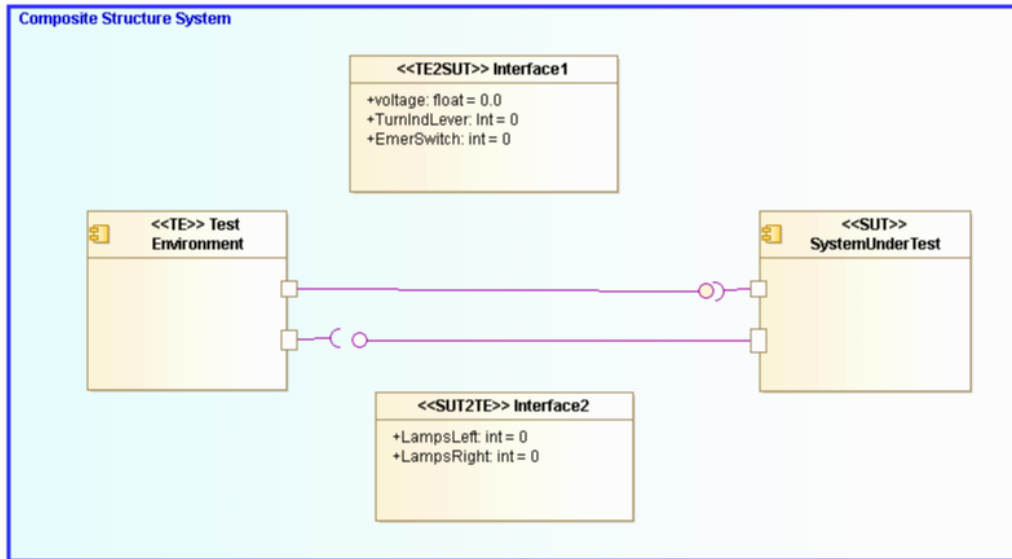 Composite Structure System
<<TE2SUT>> Interface1
+voltage: float = 0.0
+TurnIndLever: Int = 0
+EmerSwitch: int = 0
<<TE>> Test
Environment
<<SUT>>
SystemUnderTest
<<SUT2TE>> Interface2
+LampsLeft: int = 0
+LampsRight: int = 0